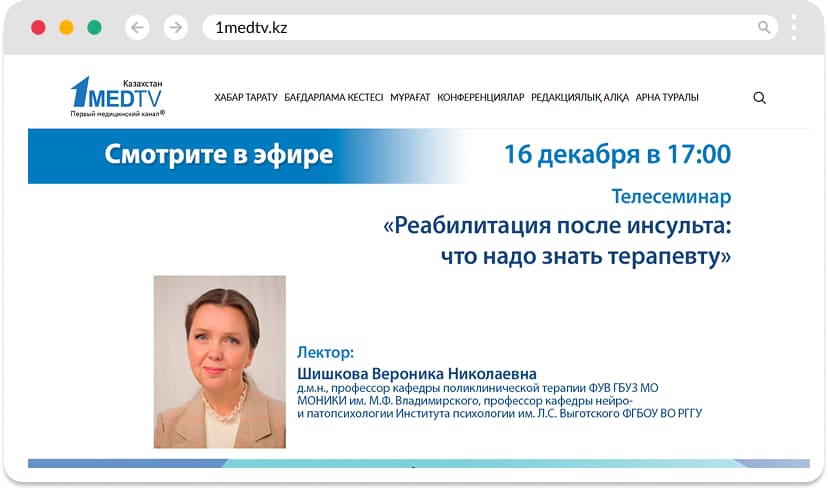 1medtv.kz
Казахстан
1MEDTV
Первый медицинский канал®
ХАБАР ТАРАТУ БАҒДАРЛАМА КЕСТЕСІ МҰРАҒАТ КОНФЕРЕНЦИЯЛАР РЕДАКЦИЯЛЫҚ АЛҚА АРНА ТУРАЛЫ
Смотрите в эфире
16 декабря в 17:00
Телесеминар
«Реабилитация после инсульта:
что надо знать терапевту»
Лектор:
Шишкова Вероника Николаевна
д.м.н., профессор кафедры поликлинической терапии ФУВ ГБУЗ МО
МОНИКИ им. М.Ф. Владимирского, профессор кафедры нейро-
и патопсихологии Института психологии им. Л.С. Выготского ФГБОУ ВО РГГУ